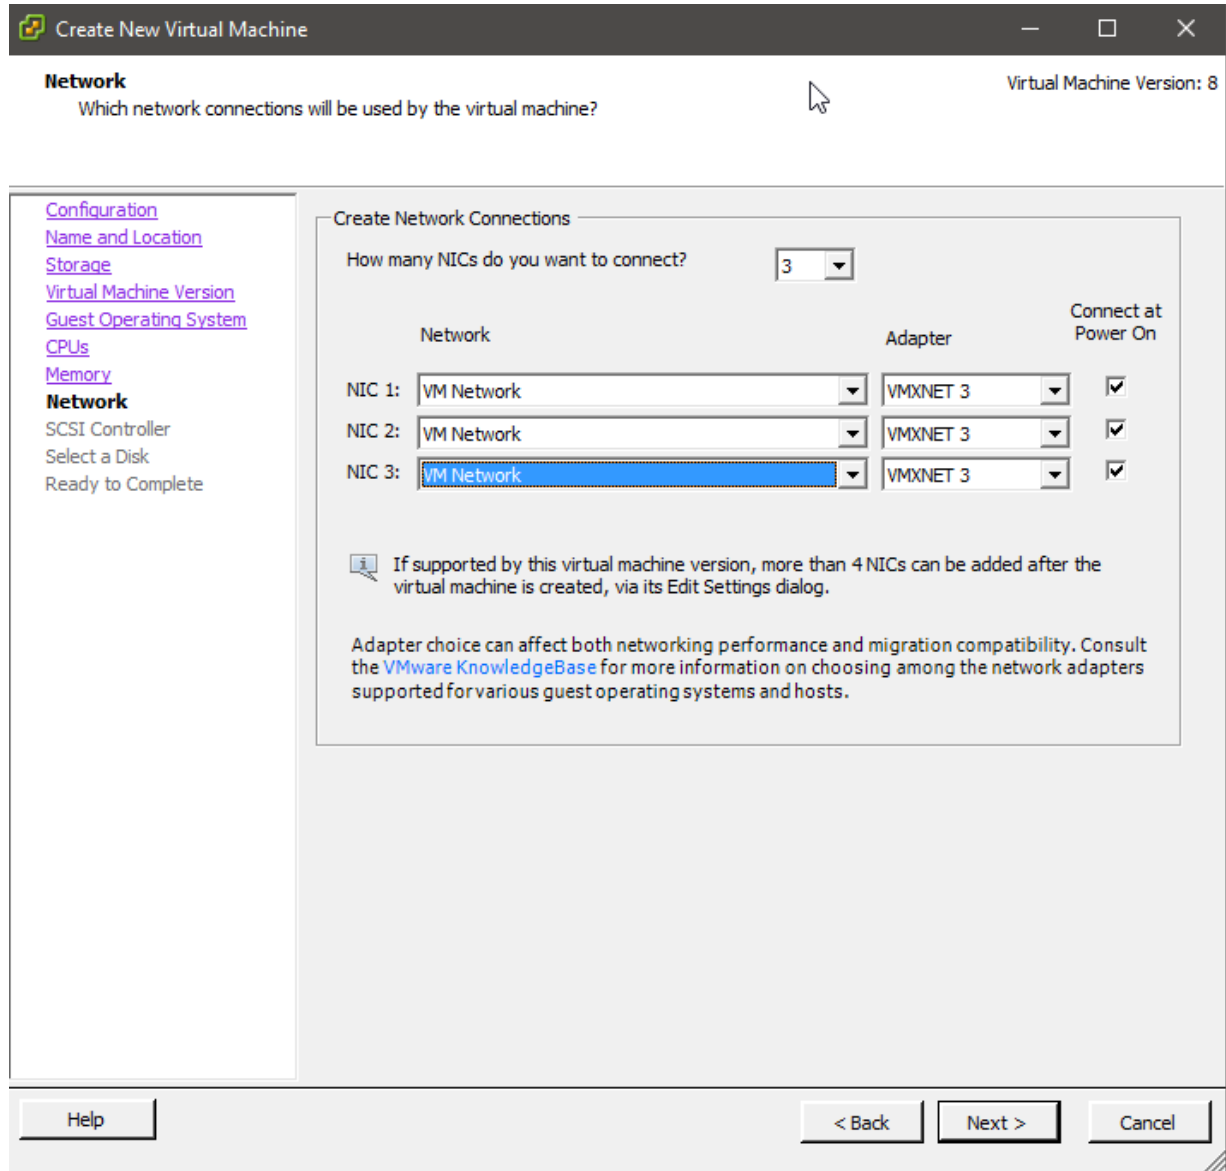 Create New Virtual Machine
Network
Virtual Machine Version: 8
Which network connections will be used by the virtual machine?
Configuration
Name and Location
Storage
Virtual Machine Version
Guest Operating System
CPUs
Memory
Network
SCSI Controller
Select a Disk
Ready to Complete
Create Network Connections
How many NICs do you want to connect? 3
Network Adapter Connect at
Power On
NIC 1: VM Network VMXNET 3
NIC 2: VM Network VMXNET 3
NIC 3: VM Network VMXNET 3
If supported by this virtual machine version, more than 4 NICs can be added after the
virtual machine is created, via its Edit Settings dialog.
Adapter choice can affect both networking performance and migration compatibility. Consult
the VMware KnowledgeBase for more information on choosing among the network adapters
supported for various guest operating systems and hosts.
Help
< Back Next > Cancel